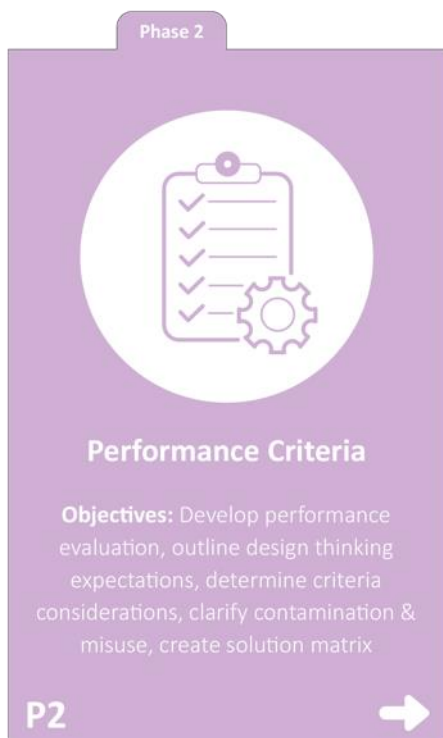 Phase 2
Performance Criteria
Objectives: Develop performance
evaluation, outline design thinking
expectations, determine criteria
considerations, clarify contamination &
misuse, create solution matrix
P2